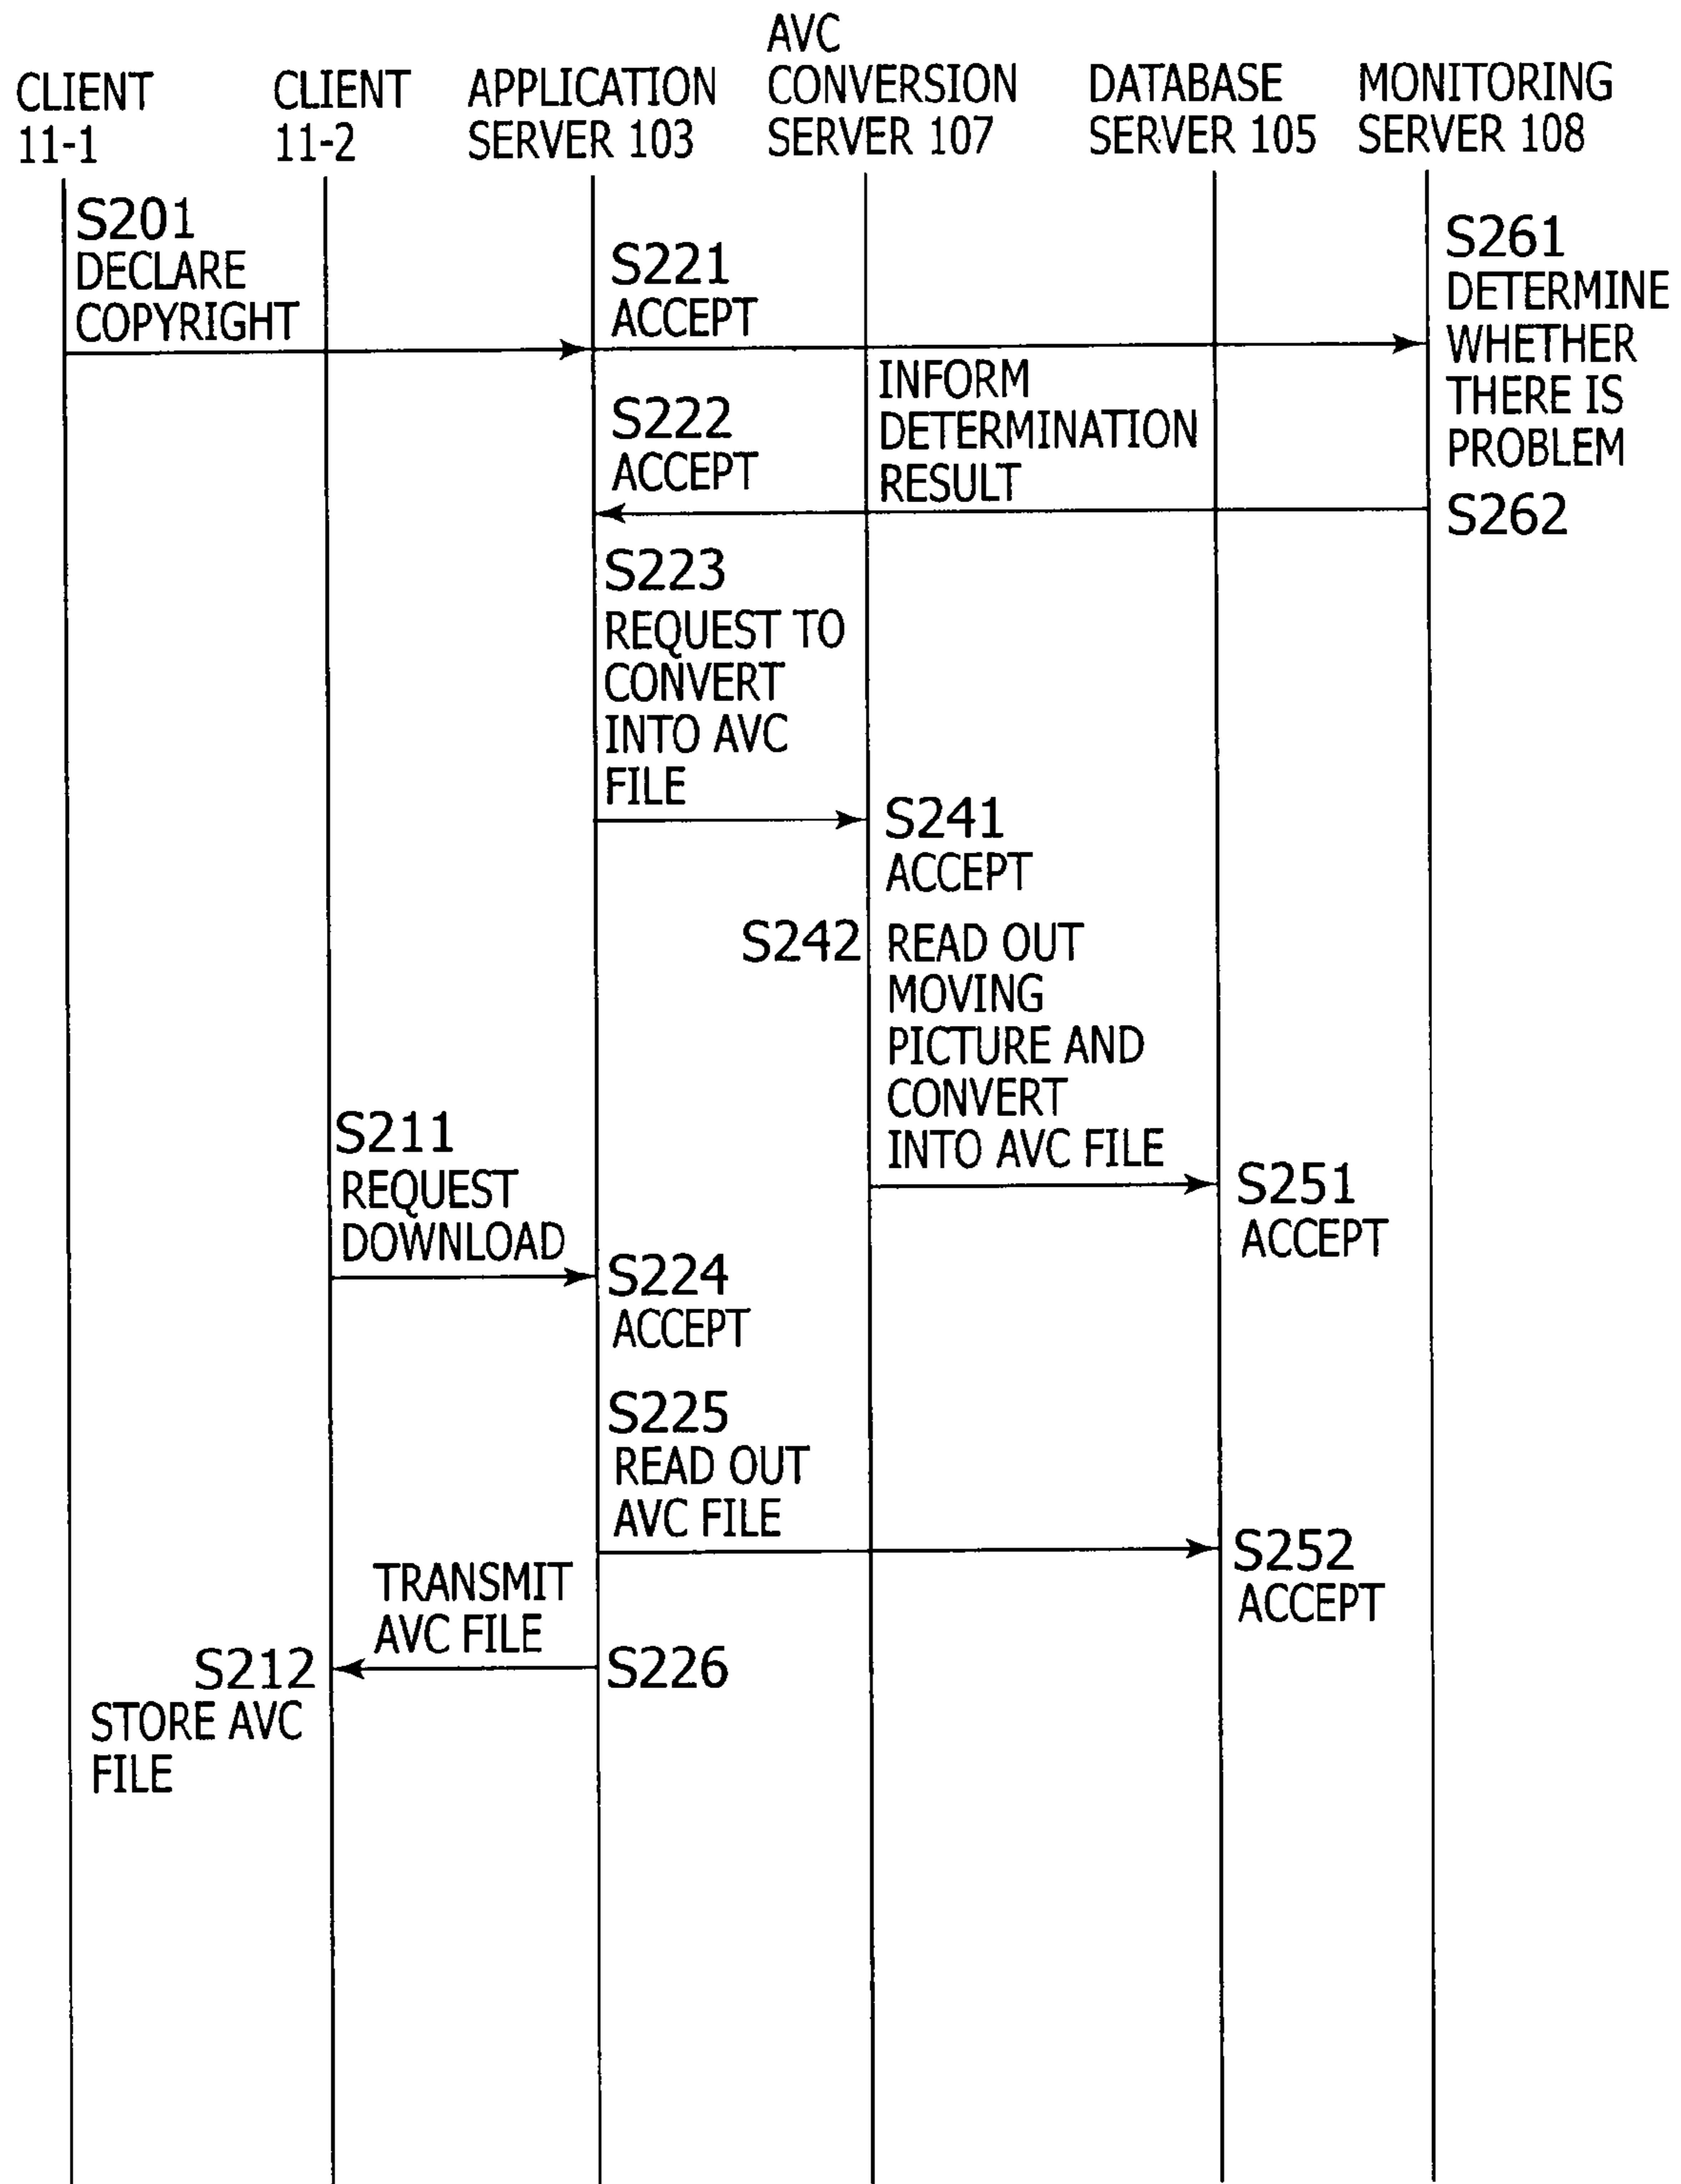 CLIENT
11-1
CLIENT
11-2
APPLICATION
SERVER 103
AVC
CONVERSION
SERVER 107
DATABASE
SERVER 105
MONITORING
SERVER 108
S201
DECLARE
COPYRIGHT
S221
ACCEPT
S261
DETERMINE
WHETHER
THERE IS
PROBLEM
INFORM
DETERMINATION
RESULT
S222
ACCEPT
S262
S223
REQUEST TO
CONVERT
INTO AVC
FILE
S241
ACCEPT
S242
READ OUT
MOVING
PICTURE AND
CONVERT
INTO AVC FILE
S211
REQUEST
DOWNLOAD
S251
ACCEPT
S224
ACCEPT
S225
READ OUT
AVC FILE
S252
ACCEPT
TRANSMIT
AVC FILE
S212
S226
STORE AVC
FILE